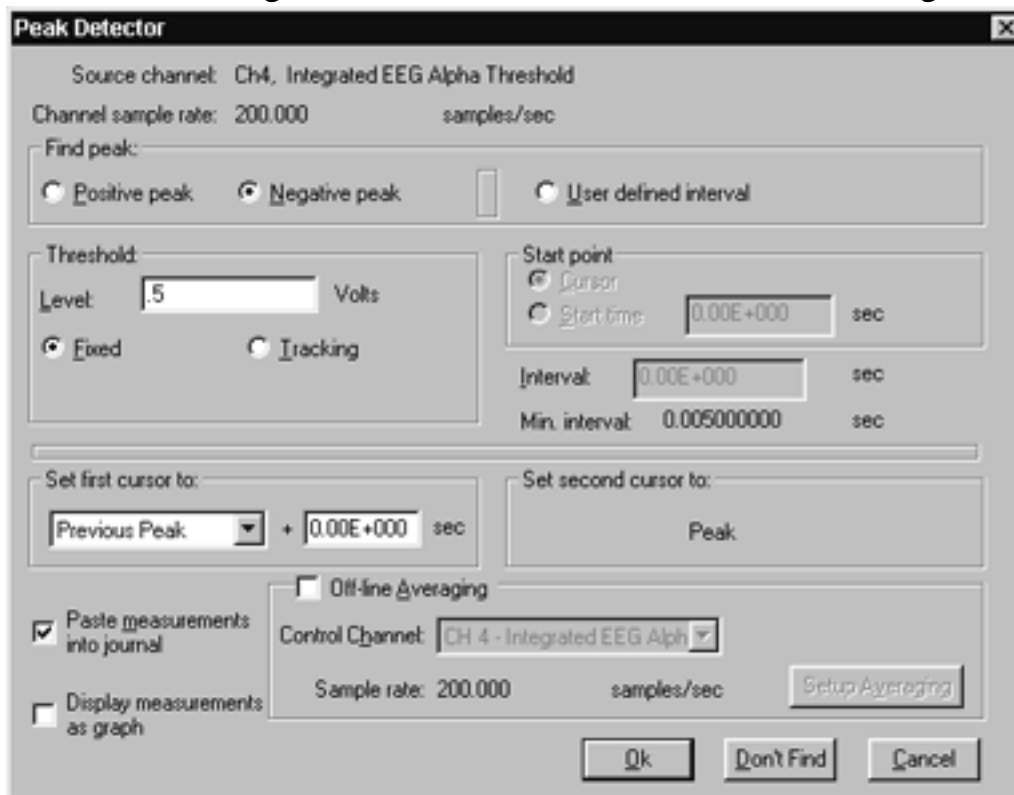 Peak Detector
Source channel: Ch4, Integrated EEG Alpha Threshold
Channel sample rate: 200.000 samples/sec
Find peak:
Positive peak Negative peak User defined interval
Threshold:
Level: .5 Volts
Fixed Tracking
Start point
Cursor
Start time 0.00E+000 sec
Interval: 0.00E+000 sec
Min. interval: 0.005000000 sec
Set first cursor to:
Previous Peak + 0.00E+000 sec
Set second cursor to:
Peak
Paste measurements
into journal
Display measurements
as graph
Off-line Averaging
Control Channel: CH 4 - Integrated EEG Alph
Sample rate: 200.000 samples/sec
Setup Averaging
Ok Don't Find Cancel